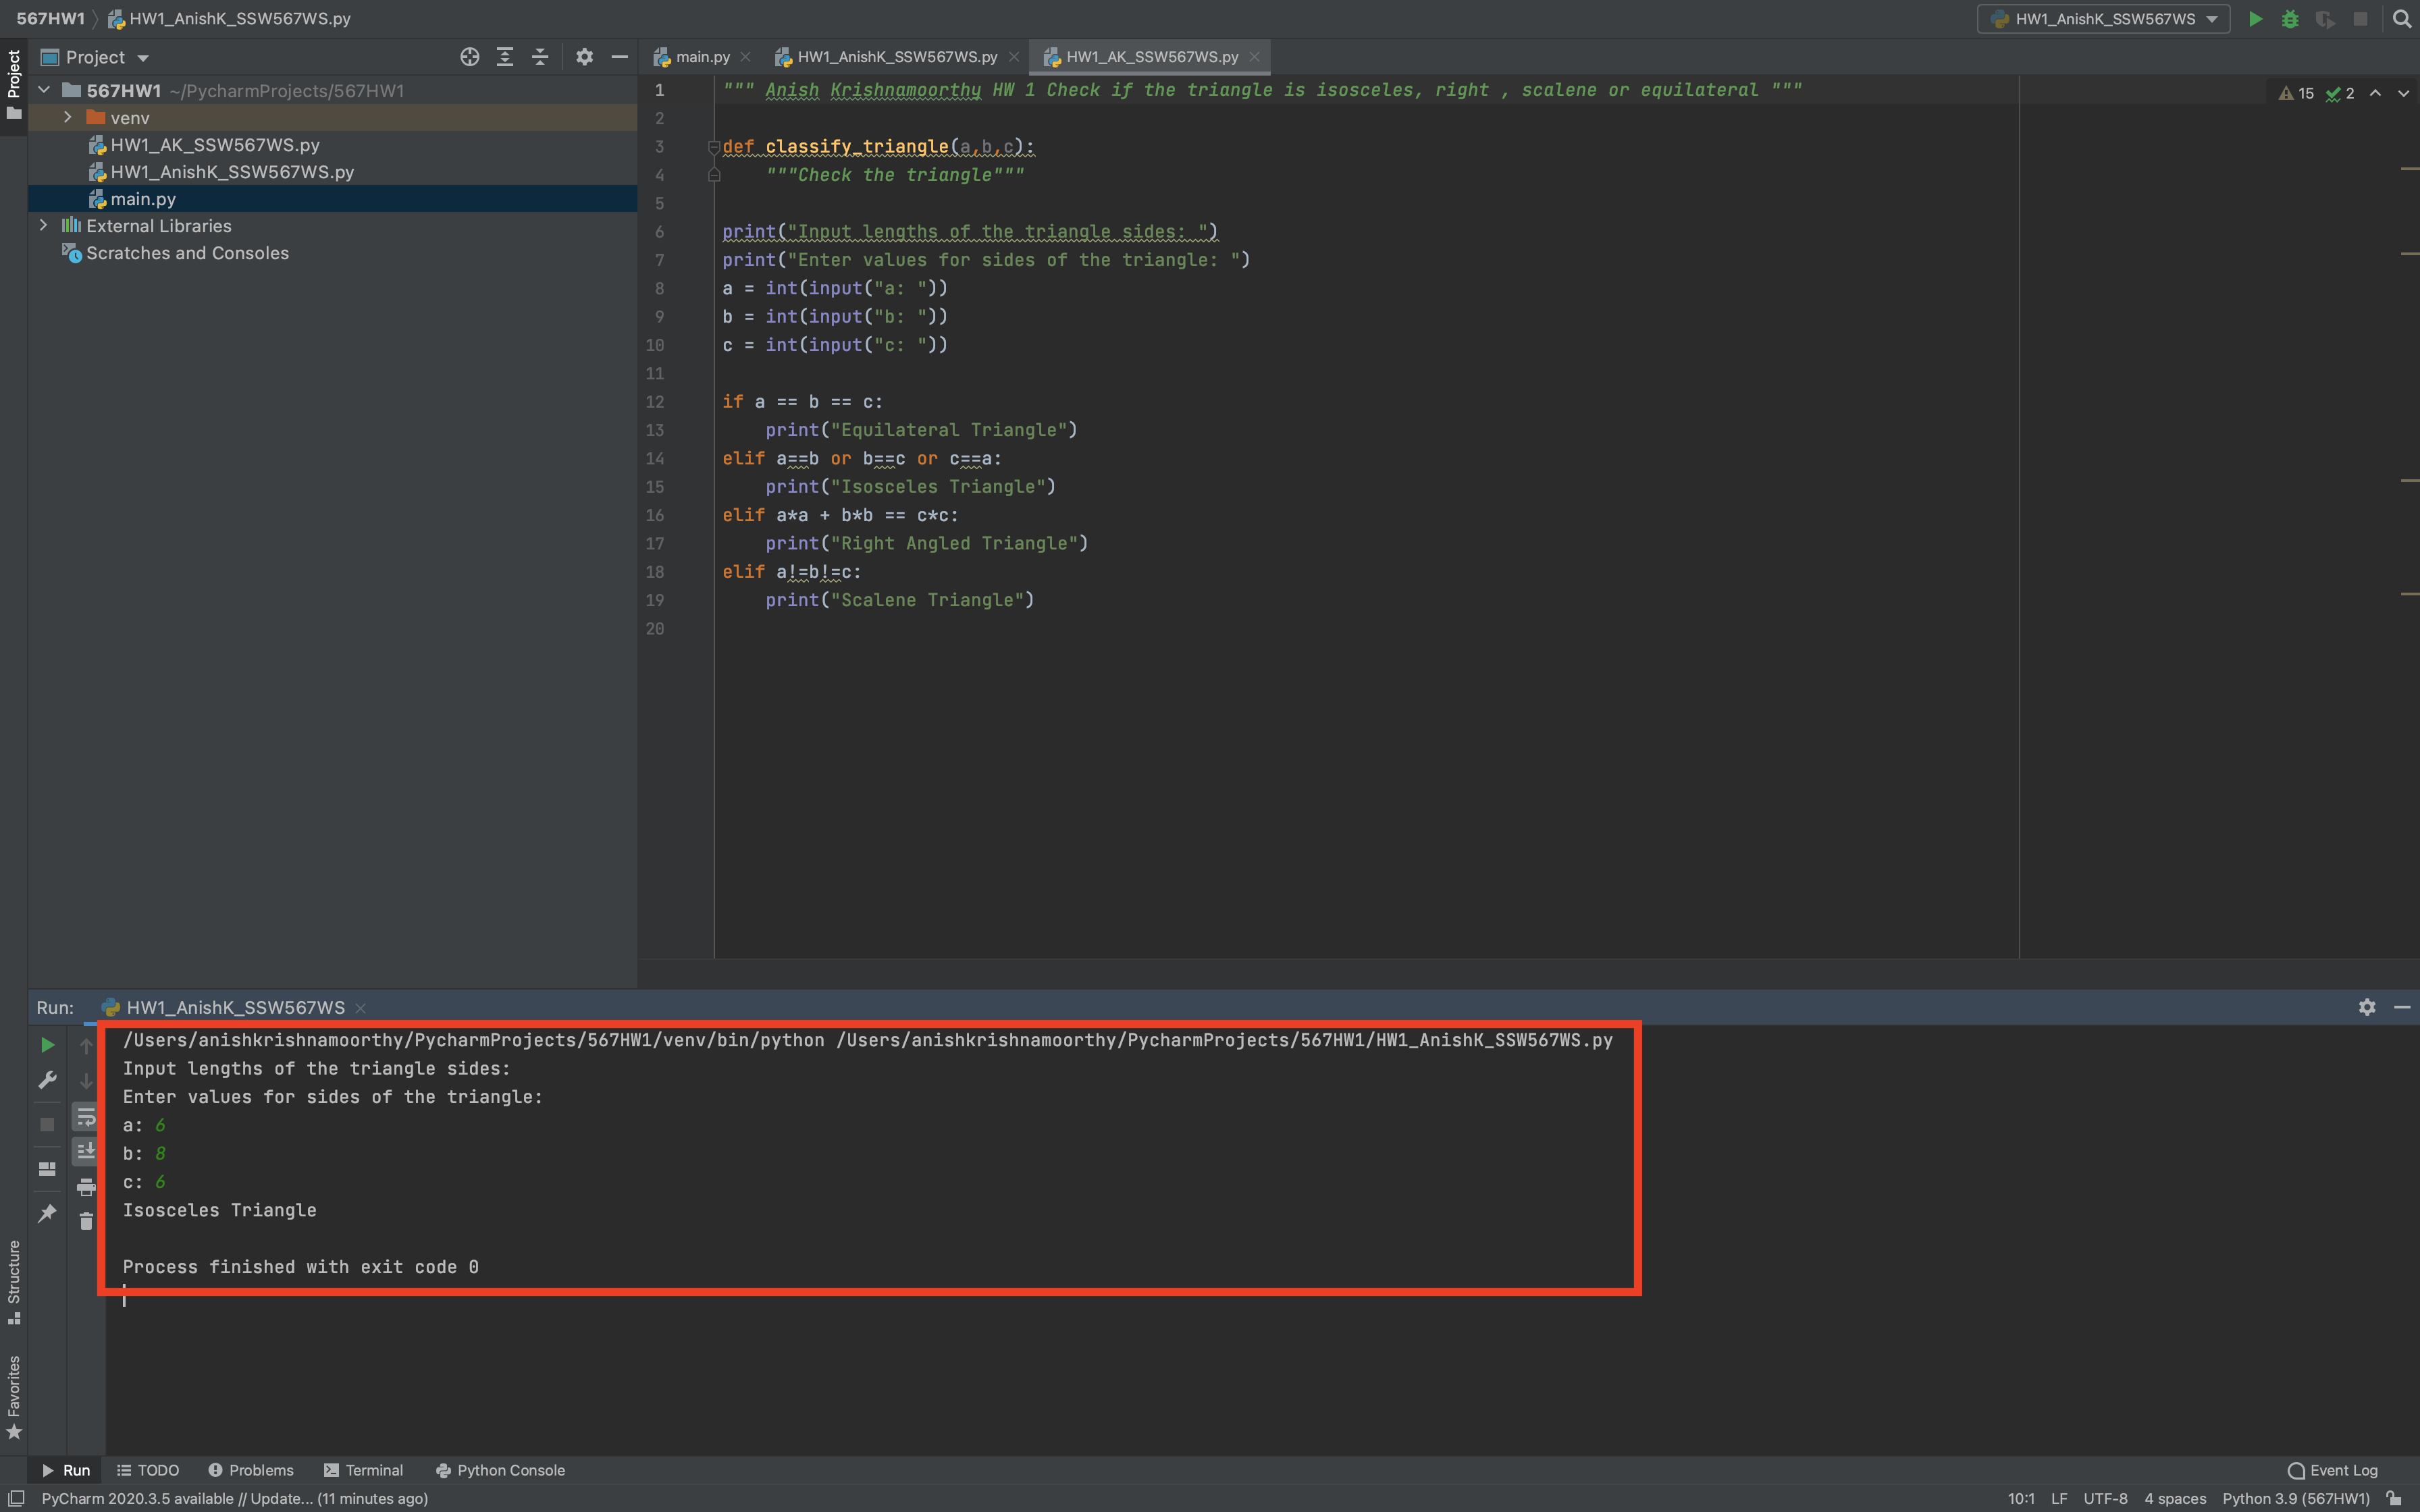 567HW1 HW1_AnishK_SSW567WS.py
HW1_AnishK_SSW567WS
Project
Project
main.py
HW1_AnishK_SSW567WS.py
HW1_AK_SSW567WS.py
567HW1 ~/PycharmProjects/567HW1
venv
HW1_AK_SSW567WS.py
HW1_AnishK_SSW567WS.py
main.py
External Libraries
Scratches and Consoles
15 2
1 """ Anish Krishnamoorthy HW 1 Check if the triangle is isosceles, right , scalene or equilateral """
2
3 def classify_triangle(a,b,c):
4 """Check the triangle"""
5
6 print("Input lengths of the triangle sides: ")
7 print("Enter values for sides of the triangle: ")
8 a = int(input("a: "))
9 b = int(input("b: "))
10 c = int(input("c: "))
11
12 if a == b == c:
13 print("Equilateral Triangle")
14 elif a==b or b==c or c==a:
15 print("Isosceles Triangle")
16 elif a*a + b*b == c*c:
17 print("Right Angled Triangle")
18 elif a!=b!=c:
19 print("Scalene Triangle")
20
Run: HW1_AnishK_SSW567WS
/Users/anishkrishnamoorthy/PycharmProjects/567HW1/venv/bin/python /Users/anishkrishnamoorthy/PycharmProjects/567HW1/HW1_AnishK_SSW567WS.py
Input lengths of the triangle sides:
Enter values for sides of the triangle:
a: 6
b: 8
c: 6
Isosceles Triangle
Process finished with exit code 0
Structure
Favorites
Run TODO Problems Terminal Python Console Event Log
PyCharm 2020.3.5 available // Update... (11 minutes ago) 10:1 LF UTF-8 4 spaces Python 3.9 (567HW1)